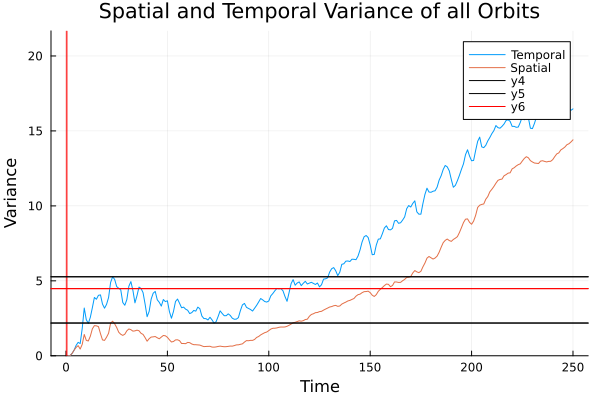 Spatial and Temporal Variance of all Orbits
Variance
20
15
10
5
0
Temporal
Spatial
y4
y5
y6
0 50 100 150 200 250
Time